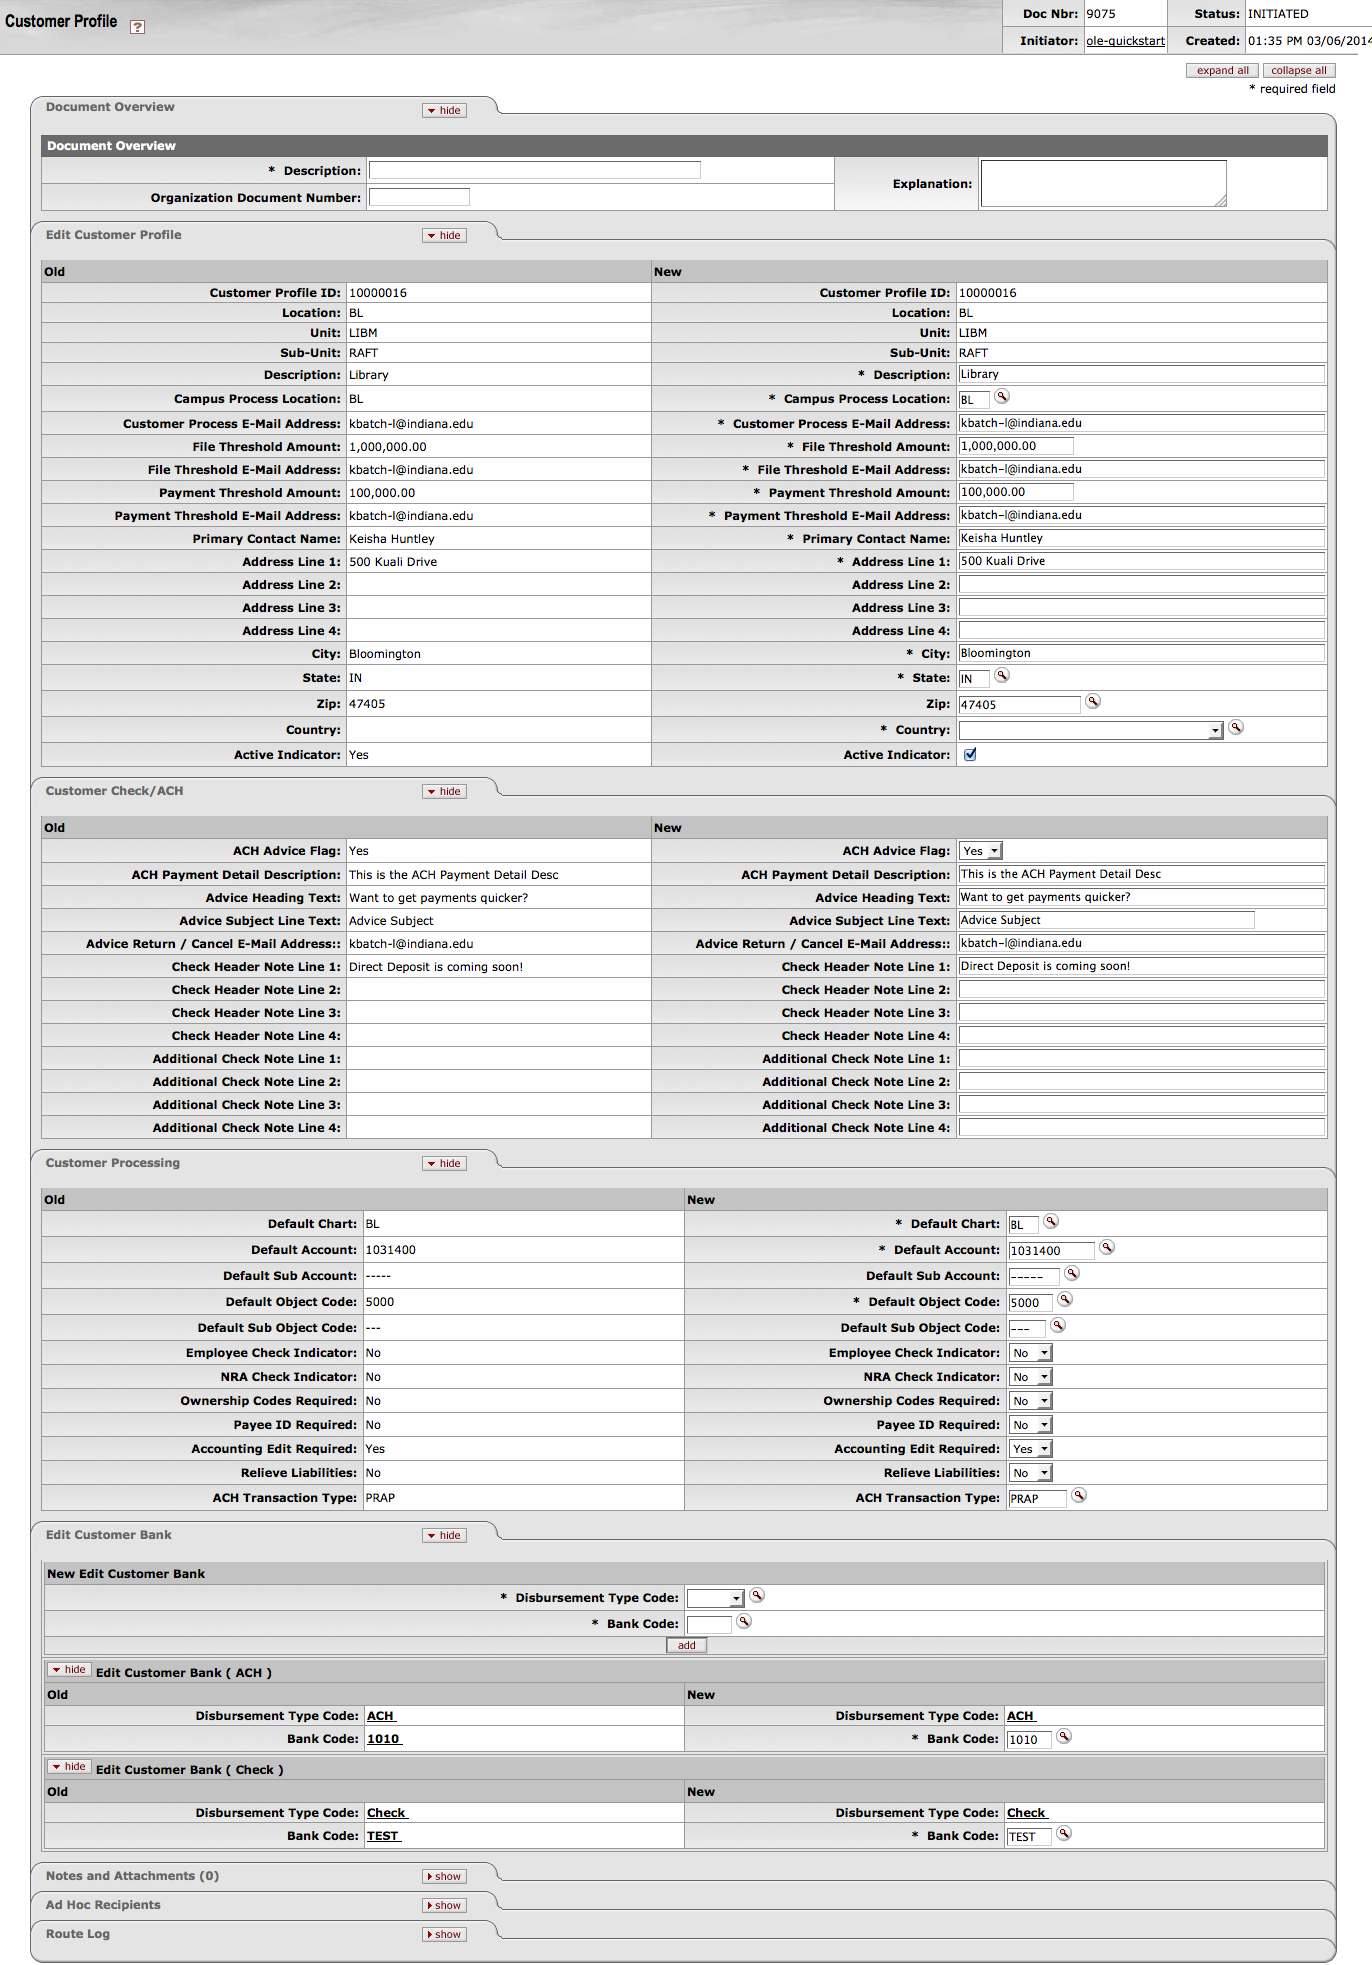 Customer Profile ?
Doc Nbr: 9075 Status: INITIATED
Initiator: ole-quickstart Created: 01:35 PM 03/06/2014
expand all collapse all
* required field
Document Overview hide
Document Overview
* Description: Explanation:
Organization Document Number:
Edit Customer Profile hide
Old New
Customer Profile ID: 10000016 Customer Profile ID: 10000016
Location: BL Location: BL
Unit: LIBM Unit: LIBM
Sub-Unit: RAFT Sub-Unit: RAFT
Description: Library * Description: Library
Campus Process Location: BL * Campus Process Location: BL
Customer Process E-Mail Address: kbatch-l@indiana.edu * Customer Process E-Mail Address: kbatch-l@indiana.edu
File Threshold Amount: 1,000,000.00 * File Threshold Amount: 1,000,000.00
File Threshold E-Mail Address: kbatch-l@indiana.edu * File Threshold E-Mail Address: kbatch-l@indiana.edu
Payment Threshold Amount: 100,000.00 * Payment Threshold Amount: 100,000.00
Payment Threshold E-Mail Address: kbatch-l@indiana.edu * Payment Threshold E-Mail Address: kbatch-l@indiana.edu
Primary Contact Name: Keisha Huntley * Primary Contact Name: Keisha Huntley
Address Line 1: 500 Kuali Drive * Address Line 1: 500 Kuali Drive
Address Line 2: Address Line 2:
Address Line 3: Address Line 3:
Address Line 4: Address Line 4:
City: Bloomington * City: Bloomington
State: IN * State: IN
Zip: 47405 Zip: 47405
Country: * Country:
Active Indicator: Yes Active Indicator:
Customer Check/ACH hide
Old New
ACH Advice Flag: Yes ACH Advice Flag: Yes
ACH Payment Detail Description: This is the ACH Payment Detail Desc ACH Payment Detail Description: This is the ACH Payment Detail Desc
Advice Heading Text: Want to get payments quicker? Advice Heading Text: Want to get payments quicker?
Advice Subject Line Text: Advice Subject Advice Subject Line Text: Advice Subject
Advice Return / Cancel E-Mail Address:: kbatch-l@indiana.edu Advice Return / Cancel E-Mail Address:: kbatch-l@indiana.edu
Check Header Note Line 1: Direct Deposit is coming soon! Check Header Note Line 1: Direct Deposit is coming soon!
Check Header Note Line 2: Check Header Note Line 2:
Check Header Note Line 3: Check Header Note Line 3:
Check Header Note Line 4: Check Header Note Line 4:
Additional Check Note Line 1: Additional Check Note Line 1:
Additional Check Note Line 2: Additional Check Note Line 2:
Additional Check Note Line 3: Additional Check Note Line 3:
Additional Check Note Line 4: Additional Check Note Line 4:
Customer Processing hide
Old New
Default Chart: BL * Default Chart: BL
Default Account: 1031400 * Default Account: 1031400
Default Sub Account: ----- Default Sub Account: -----
Default Object Code: 5000 * Default Object Code: 5000
Default Sub Object Code: --- Default Sub Object Code: ---
Employee Check Indicator: No Employee Check Indicator: No
NRA Check Indicator: No NRA Check Indicator: No
Ownership Codes Required: No Ownership Codes Required: No
Payee ID Required: No Payee ID Required: No
Accounting Edit Required: Yes Accounting Edit Required: Yes
Relieve Liabilities: No Relieve Liabilities: No
ACH Transaction Type: PRAP ACH Transaction Type: PRAP
Edit Customer Bank hide
New Edit Customer Bank
* Disbursement Type Code:
* Bank Code:
add
hide Edit Customer Bank ( ACH )
Old New
Disbursement Type Code: ACH Disbursement Type Code: ACH
Bank Code: 1010 * Bank Code: 1010
hide Edit Customer Bank ( Check )
Old New
Disbursement Type Code: Check Disbursement Type Code: Check
Bank Code: TEST * Bank Code: TEST
Notes and Attachments (0) show
Ad Hoc Recipients show
Route Log show